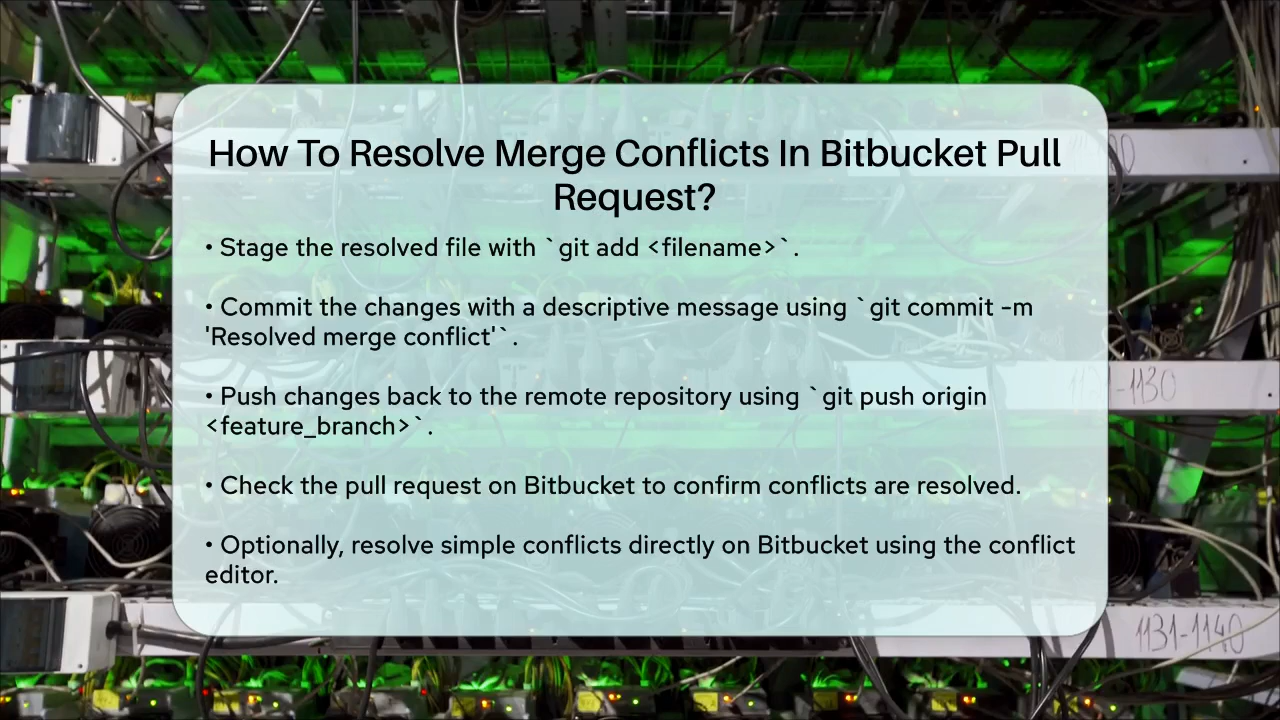 How To Resolve Merge Conflicts In Bitbucket Pull
Request?
• Stage the resolved file with `git add <filename>`.
• Commit the changes with a descriptive message using `git commit -m
'Resolved merge conflict'`.
• Push changes back to the remote repository using `git push origin
<feature_branch>`.
• Check the pull request on Bitbucket to confirm conflicts are resolved.
• Optionally, resolve simple conflicts directly on Bitbucket using the conflict
editor.
1131-1140